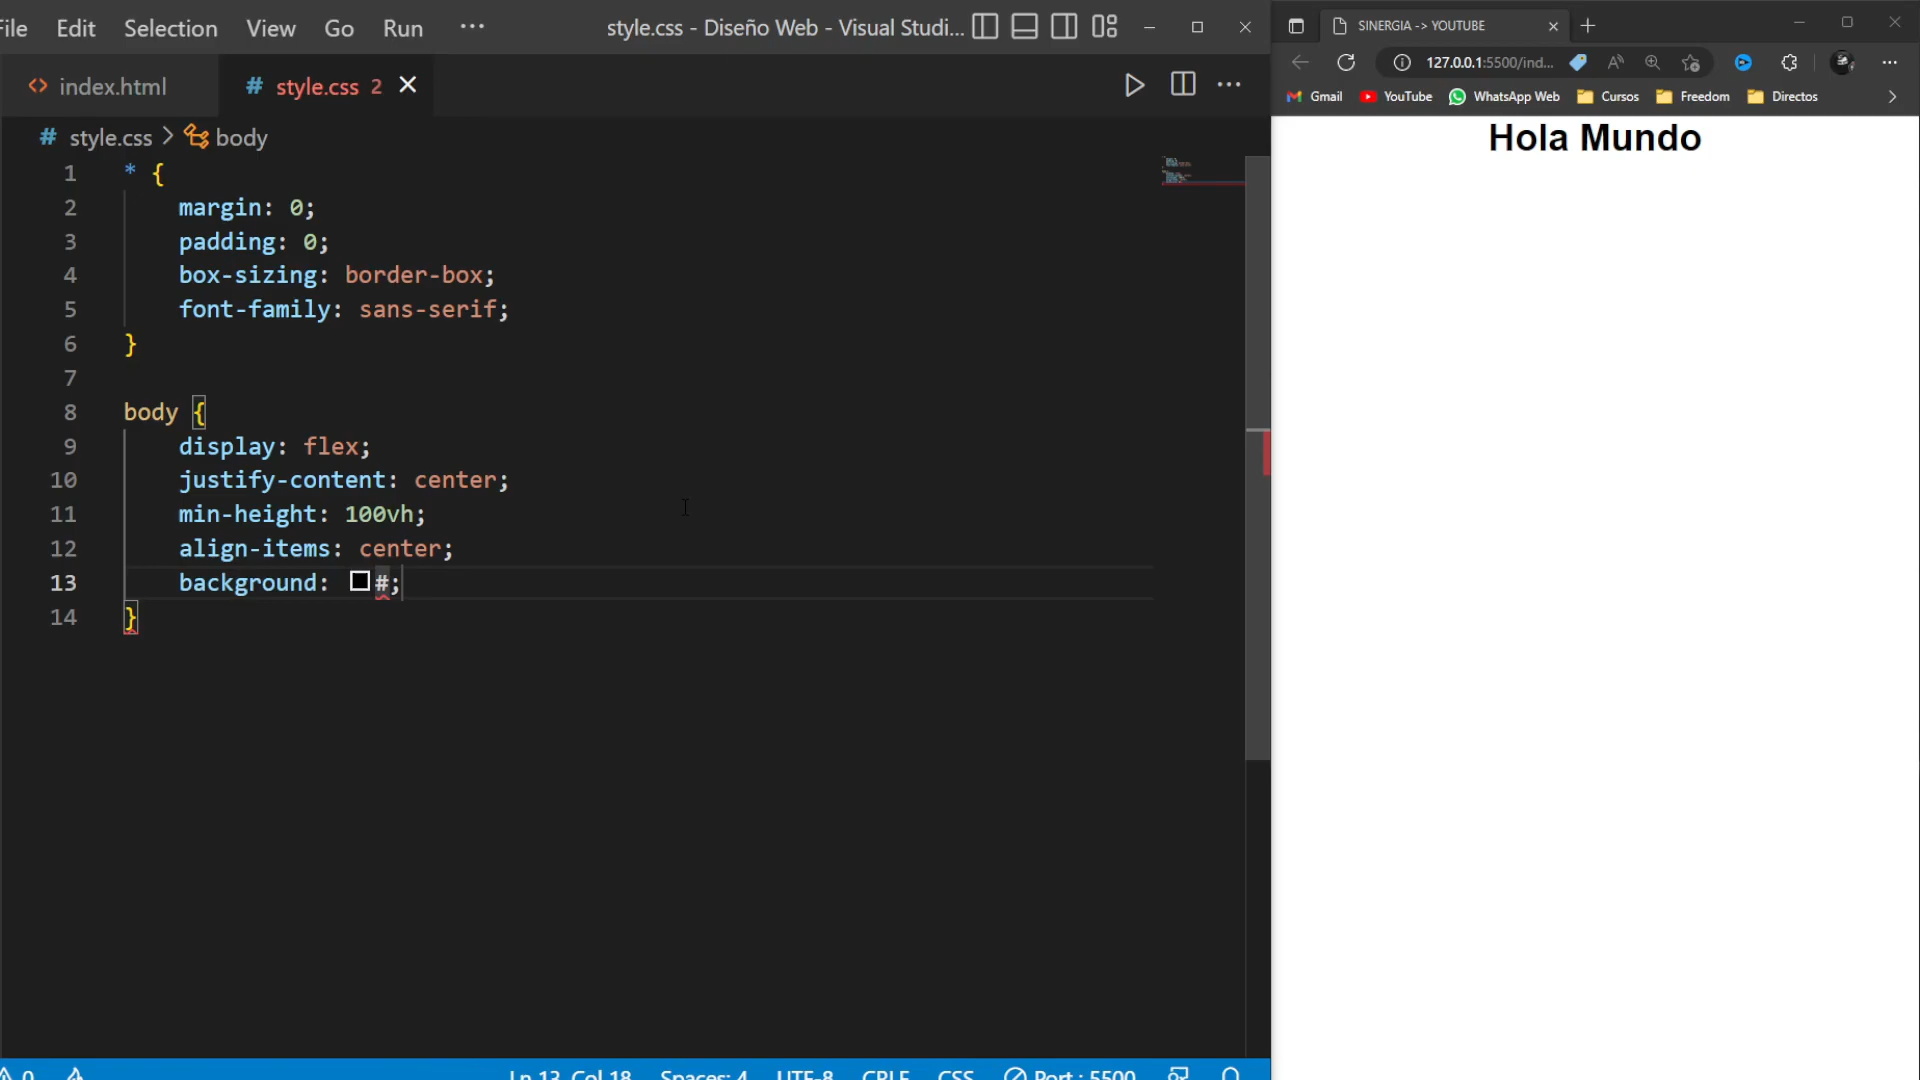 File Edit Selection View Go Run ···
style.css - Diseño Web - Visual Studi...
index.html
# style.css 2
# style.css > body
1 * {
2 margin: 0;
3 padding: 0;
4 box-sizing: border-box;
5 font-family: sans-serif;
6 }
7
8 body {
9 display: flex;
10 justify-content: center;
11 min-height: 100vh;
12 align-items: center;
13 background: #;
14 }
0 Ln 13, Col 18 Spaces: 4 UTF-8 CRLF CSS Port : 5500
SINERGIA -> YOUTUBE
127.0.0.1:5500/ind...
Gmail YouTube WhatsApp Web Cursos Freedom Directos
Hola Mundo